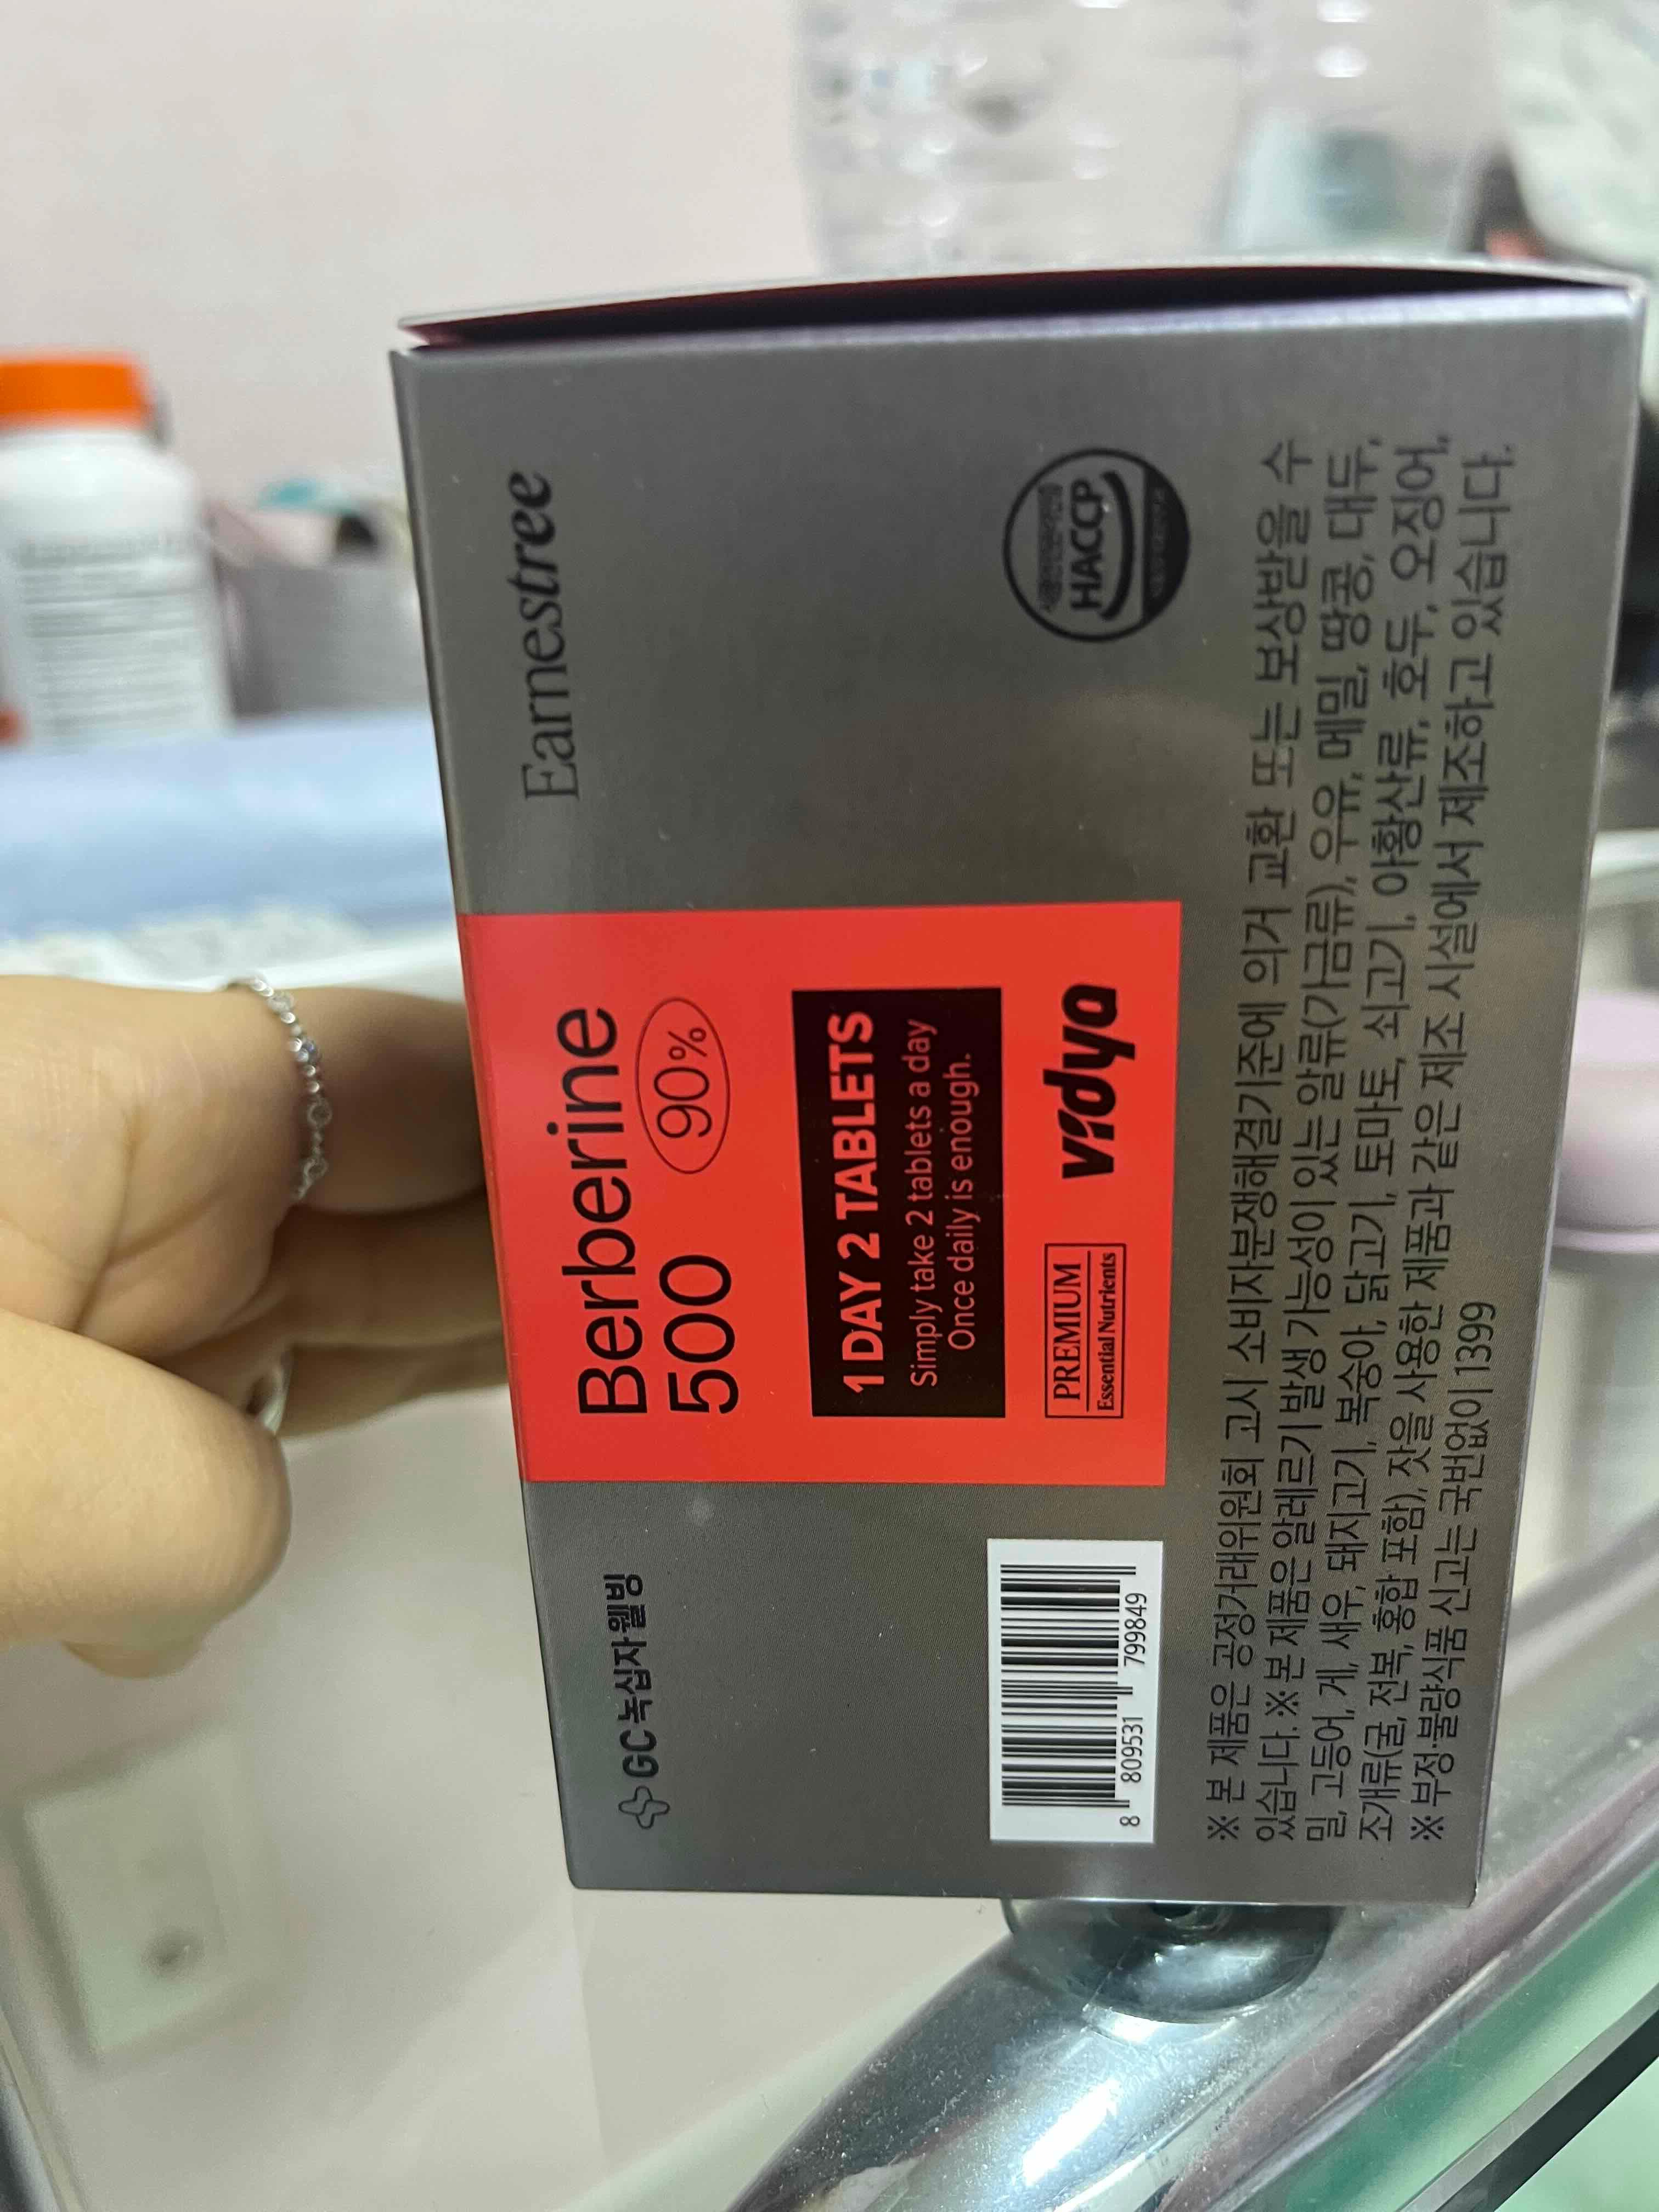 Earnestree
GC녹십자웰빙
Berberine
500 90%
1 DAY 2 TABLETS
Simply take 2 tablets a day
Once daily is enough.
PREMIUM
Essential Nutrients
vidya
HACCP
8 809531 799849
※ 본 제품은 공정거래위원회 고시 소비자분쟁해결기준에 의거 교환 또는 보상받을 수
있습니다. ※ 본 제품은 알레르기 발생 가능성이 있는 알류(가금류), 우유, 메밀, 땅콩, 대두,
밀, 고등어, 게, 새우, 돼지고기, 복숭아, 닭고기, 토마토, 쇠고기, 아황산류, 호두, 오징어,
조개류(굴, 전복, 홍합 포함), 잣을 사용한 제품과 같은 제조 시설에서 제조하고 있습니다.
※ 부정·불량식품 신고는 국번없이 1399